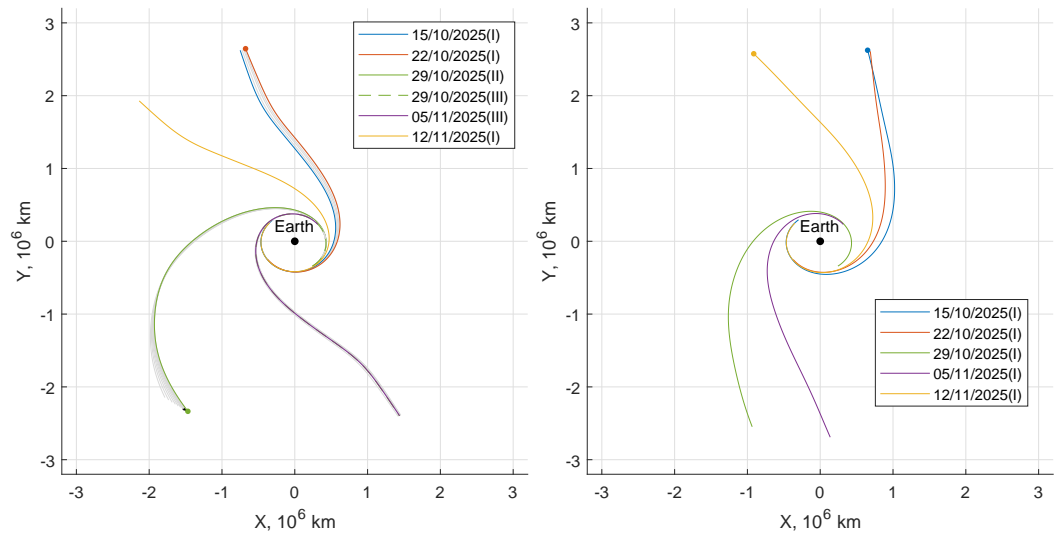 3
2
1
0
-1
-2
-3
Y, 10^6 km
-3
-2
-1
0
1
2
3
X, 10^6 km
Earth
15/10/2025(I)
22/10/2025(I)
29/10/2025(II)
29/10/2025(III)
05/11/2025(III)
12/11/2025(I)
3
2
1
0
-1
-2
-3
Y, 10^6 km
-3
-2
-1
0
1
2
3
X, 10^6 km
Earth
15/10/2025(I)
22/10/2025(I)
29/10/2025(I)
05/11/2025(I)
12/11/2025(I)